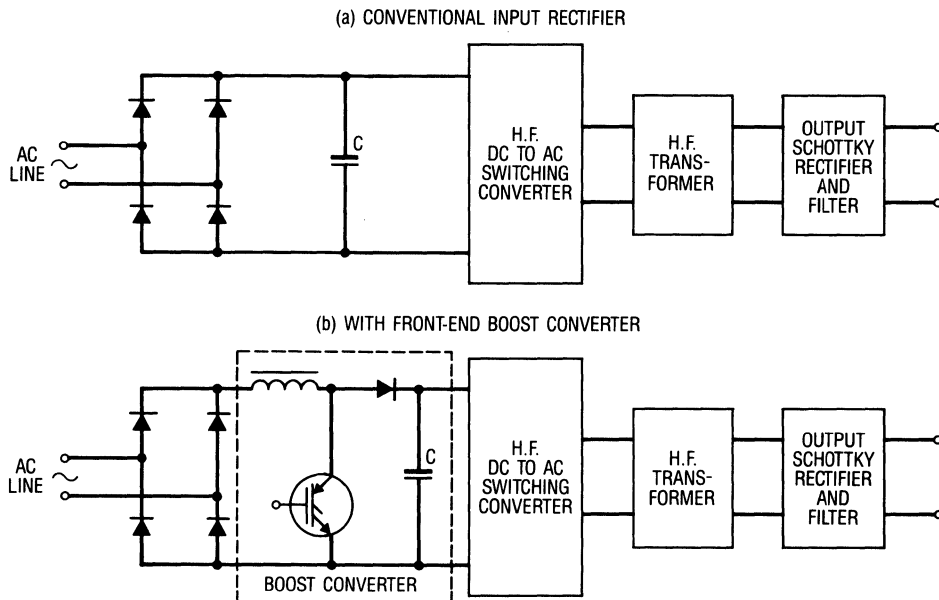 (a) CONVENTIONAL INPUT RECTIFIER
AC
LINE
C
H.F.
DC TO AC
SWITCHING
CONVERTER
H.F.
TRANS-
FORMER
OUTPUT
SCHOTTKY
RECTIFIER
AND
FILTER
(b) WITH FRONT-END BOOST CONVERTER
AC
LINE
C
BOOST CONVERTER
H.F.
DC TO AC
SWITCHING
CONVERTER
H.F.
TRANS-
FORMER
OUTPUT
SCHOTTKY
RECTIFIER
AND
FILTER